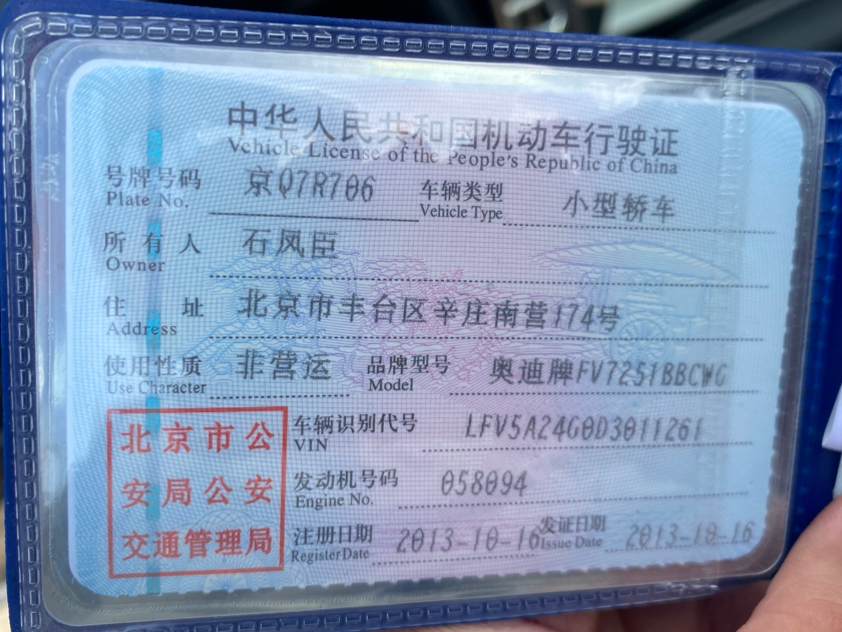 中华人民共和国机动车行驶证
Vehicle License of the People's Republic of China
号牌号码 京Q7R706 车辆类型 小型轿车
Plate No. Vehicle Type
所有人 石凤臣
Owner
住址 北京市丰台区辛庄南营174号
Address
使用性质 非营运 品牌型号 奥迪牌FV7251BBCWG
Use Character Model
北京市公 车辆识别代号 LFV5A24G0D3011261
VIN
安局公安 发动机号码 058094
Engine No.
交通管理局 注册日期 2013-10-16 发证日期 2013-10-16
Register Date Issue Date